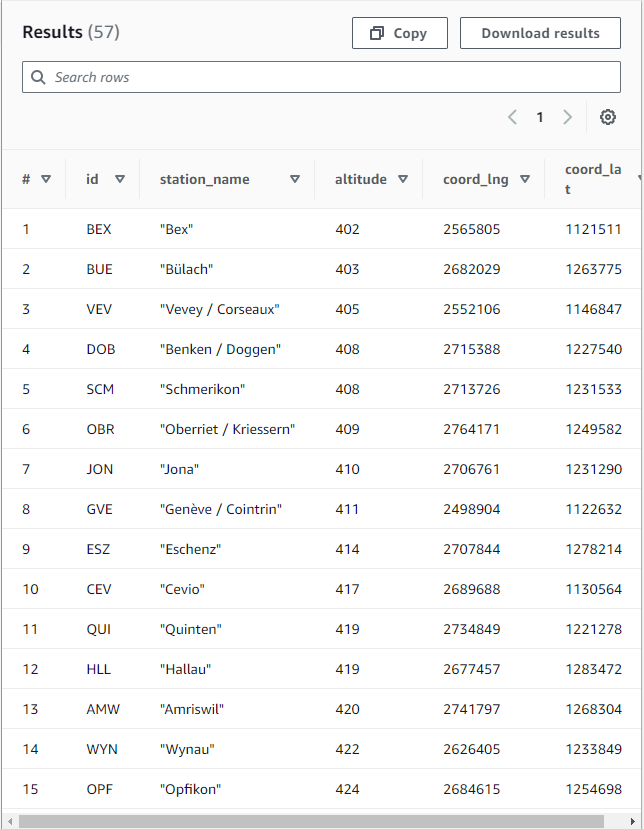 Results (57)
Copy
Download results
Search rows
1
# id station_name altitude coord_lng coord_la
t
1 BEX "Bex" 402 2565805 1121511
2 BUE "Bülach" 403 2682029 1263775
3 VEV "Vevey / Corseaux" 405 2552106 1146847
4 DOB "Benken / Doggen" 408 2715388 1227540
5 SCM "Schmerikon" 408 2713726 1231533
6 OBR "Oberriet / Kriessern" 409 2764171 1249582
7 JON "Jona" 410 2706761 1231290
8 GVE "Genève / Cointrin" 411 2498904 1122632
9 ESZ "Eschenz" 414 2707844 1278214
10 CEV "Cevio" 417 2689688 1130564
11 QUI "Quinten" 419 2734849 1221278
12 HLL "Hallau" 419 2677457 1283472
13 AMW "Amriswil" 420 2741797 1268304
14 WYN "Wynau" 422 2626405 1233849
15 OPF "Opfikon" 424 2684615 1254698